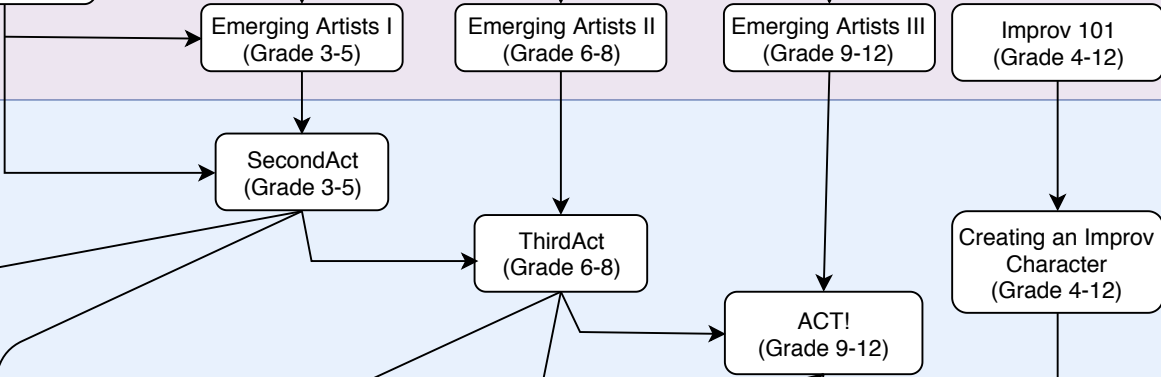 Emerging Artists I
(Grade 3-5)
Emerging Artists II
(Grade 6-8)
Emerging Artists III
(Grade 9-12)
Improv 101
(Grade 4-12)
SecondAct
(Grade 3-5)
ThirdAct
(Grade 6-8)
Creating an Improv
Character
(Grade 4-12)
ACT!
(Grade 9-12)